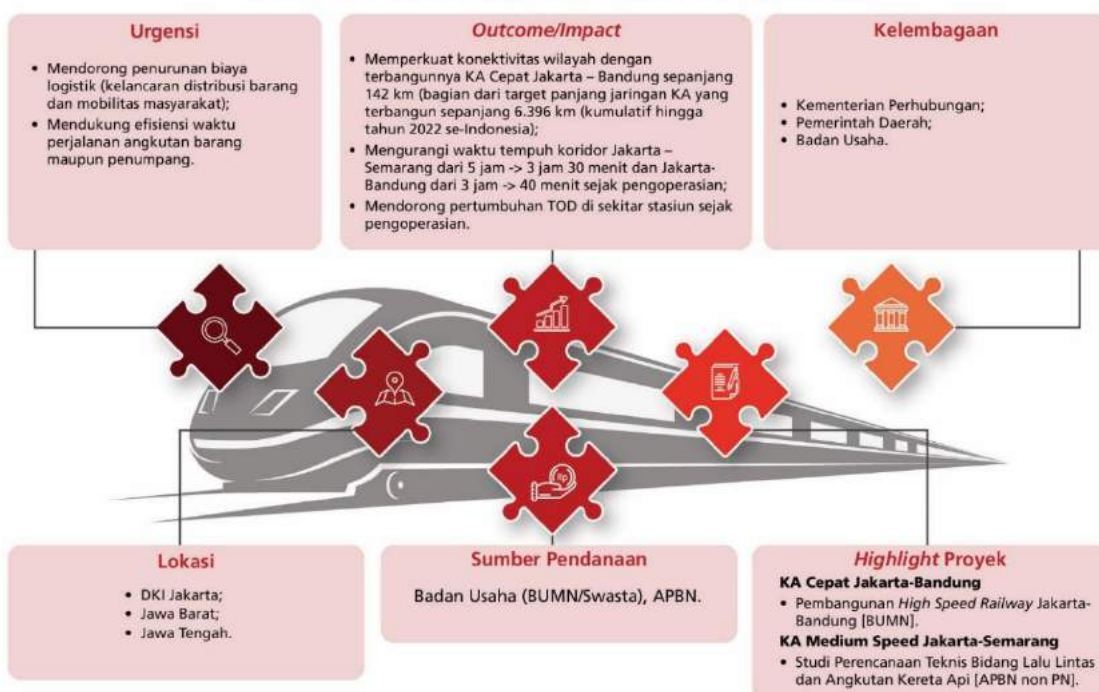 Urgensi
• Mendorong penurunan biaya
logistik (kelancaran distribusi barang
dan mobilitas masyarakat);
• Mendukung efisiensi waktu
perjalanan angkutan barang
maupun penumpang.
Outcome/Impact
• Memperkuat konektivitas wilayah dengan
terbangunnya KA Cepat Jakarta – Bandung sepanjang
142 km (bagian dari target panjang jaringan KA yang
terbangun sepanjang 6.396 km (kumulatif hingga
tahun 2022 se-Indonesia);
• Mengurangi waktu tempuh koridor Jakarta –
Semarang dari 5 jam -> 3 jam 30 menit dan Jakarta-
Bandung dari 3 jam -> 40 menit sejak pengoperasian;
• Mendorong pertumbuhan TOD di sekitar stasiun sejak
pengoperasian.
Kelembagaan
• Kementerian Perhubungan;
• Pemerintah Daerah;
• Badan Usaha.
Rp
Lokasi
• DKI Jakarta;
• Jawa Barat;
• Jawa Tengah.
Sumber Pendanaan
Badan Usaha (BUMN/Swasta), APBN.
Highlight Proyek
KA Cepat Jakarta-Bandung
• Pembangunan High Speed Railway Jakarta-
Bandung [BUMN].
KA Medium Speed Jakarta-Semarang
• Studi Perencanaan Teknis Bidang Lalu Lintas
dan Angkutan Kereta Api [APBN non PN].